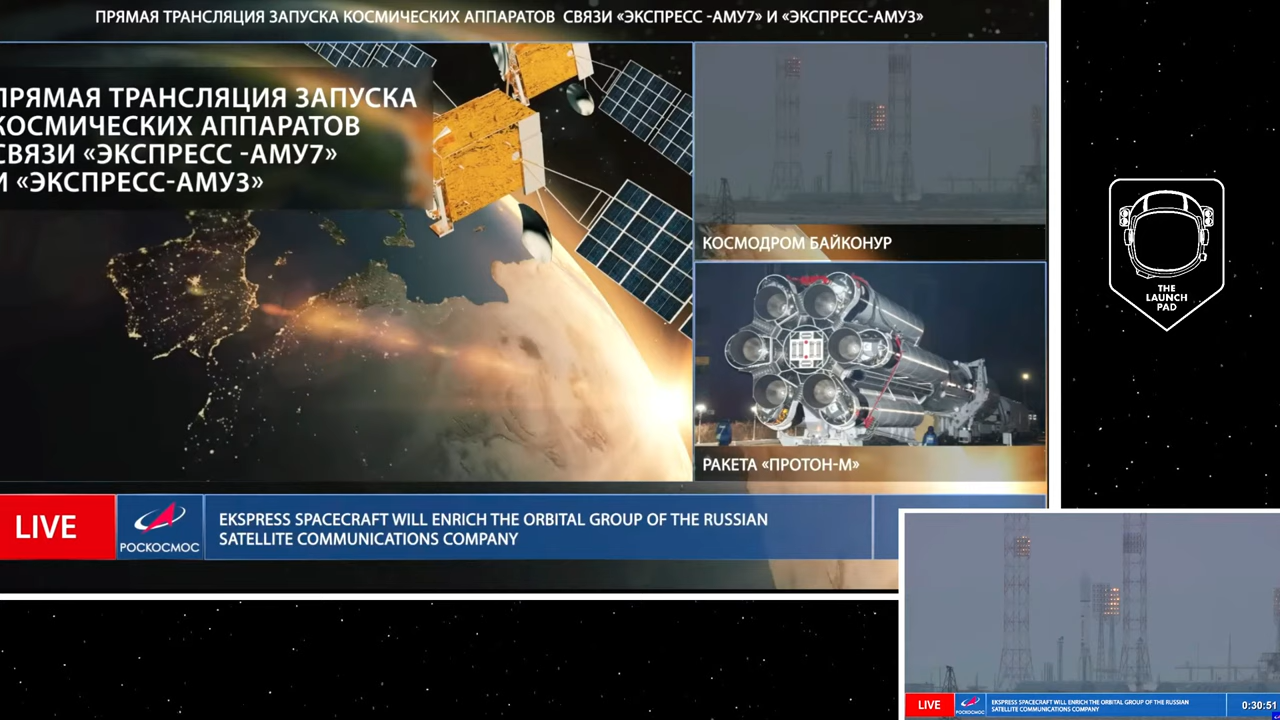 ПРЯМАЯ ТРАНСЛЯЦИЯ ЗАПУСКА КОСМИЧЕСКИХ АППАРАТОВ СВЯЗИ «ЭКСПРЕСС -АМУ7» И «ЭКСПРЕСС-АМУ3»
ПРЯМАЯ ТРАНСЛЯЦИЯ ЗАПУСКА
КОСМИЧЕСКИХ АППАРАТОВ
СВЯЗИ «ЭКСПРЕСС -АМУ7»
И «ЭКСПРЕСС-АМУ3»
КОСМОДРОМ БАЙКОНУР
РАКЕТА «ПРОТОН-М»
THE
LAUNCH
PAD
LIVE
РОСКОСМОС
EKSPRESS SPACECRAFT WILL ENRICH THE ORBITAL GROUP OF THE RUSSIAN
SATELLITE COMMUNICATIONS COMPANY
LIVE
РОСКОСМОС
EKSPRESS SPACECRAFT WILL ENRICH THE ORBITAL GROUP OF THE RUSSIAN
SATELLITE COMMUNICATIONS COMPANY
0:30:51